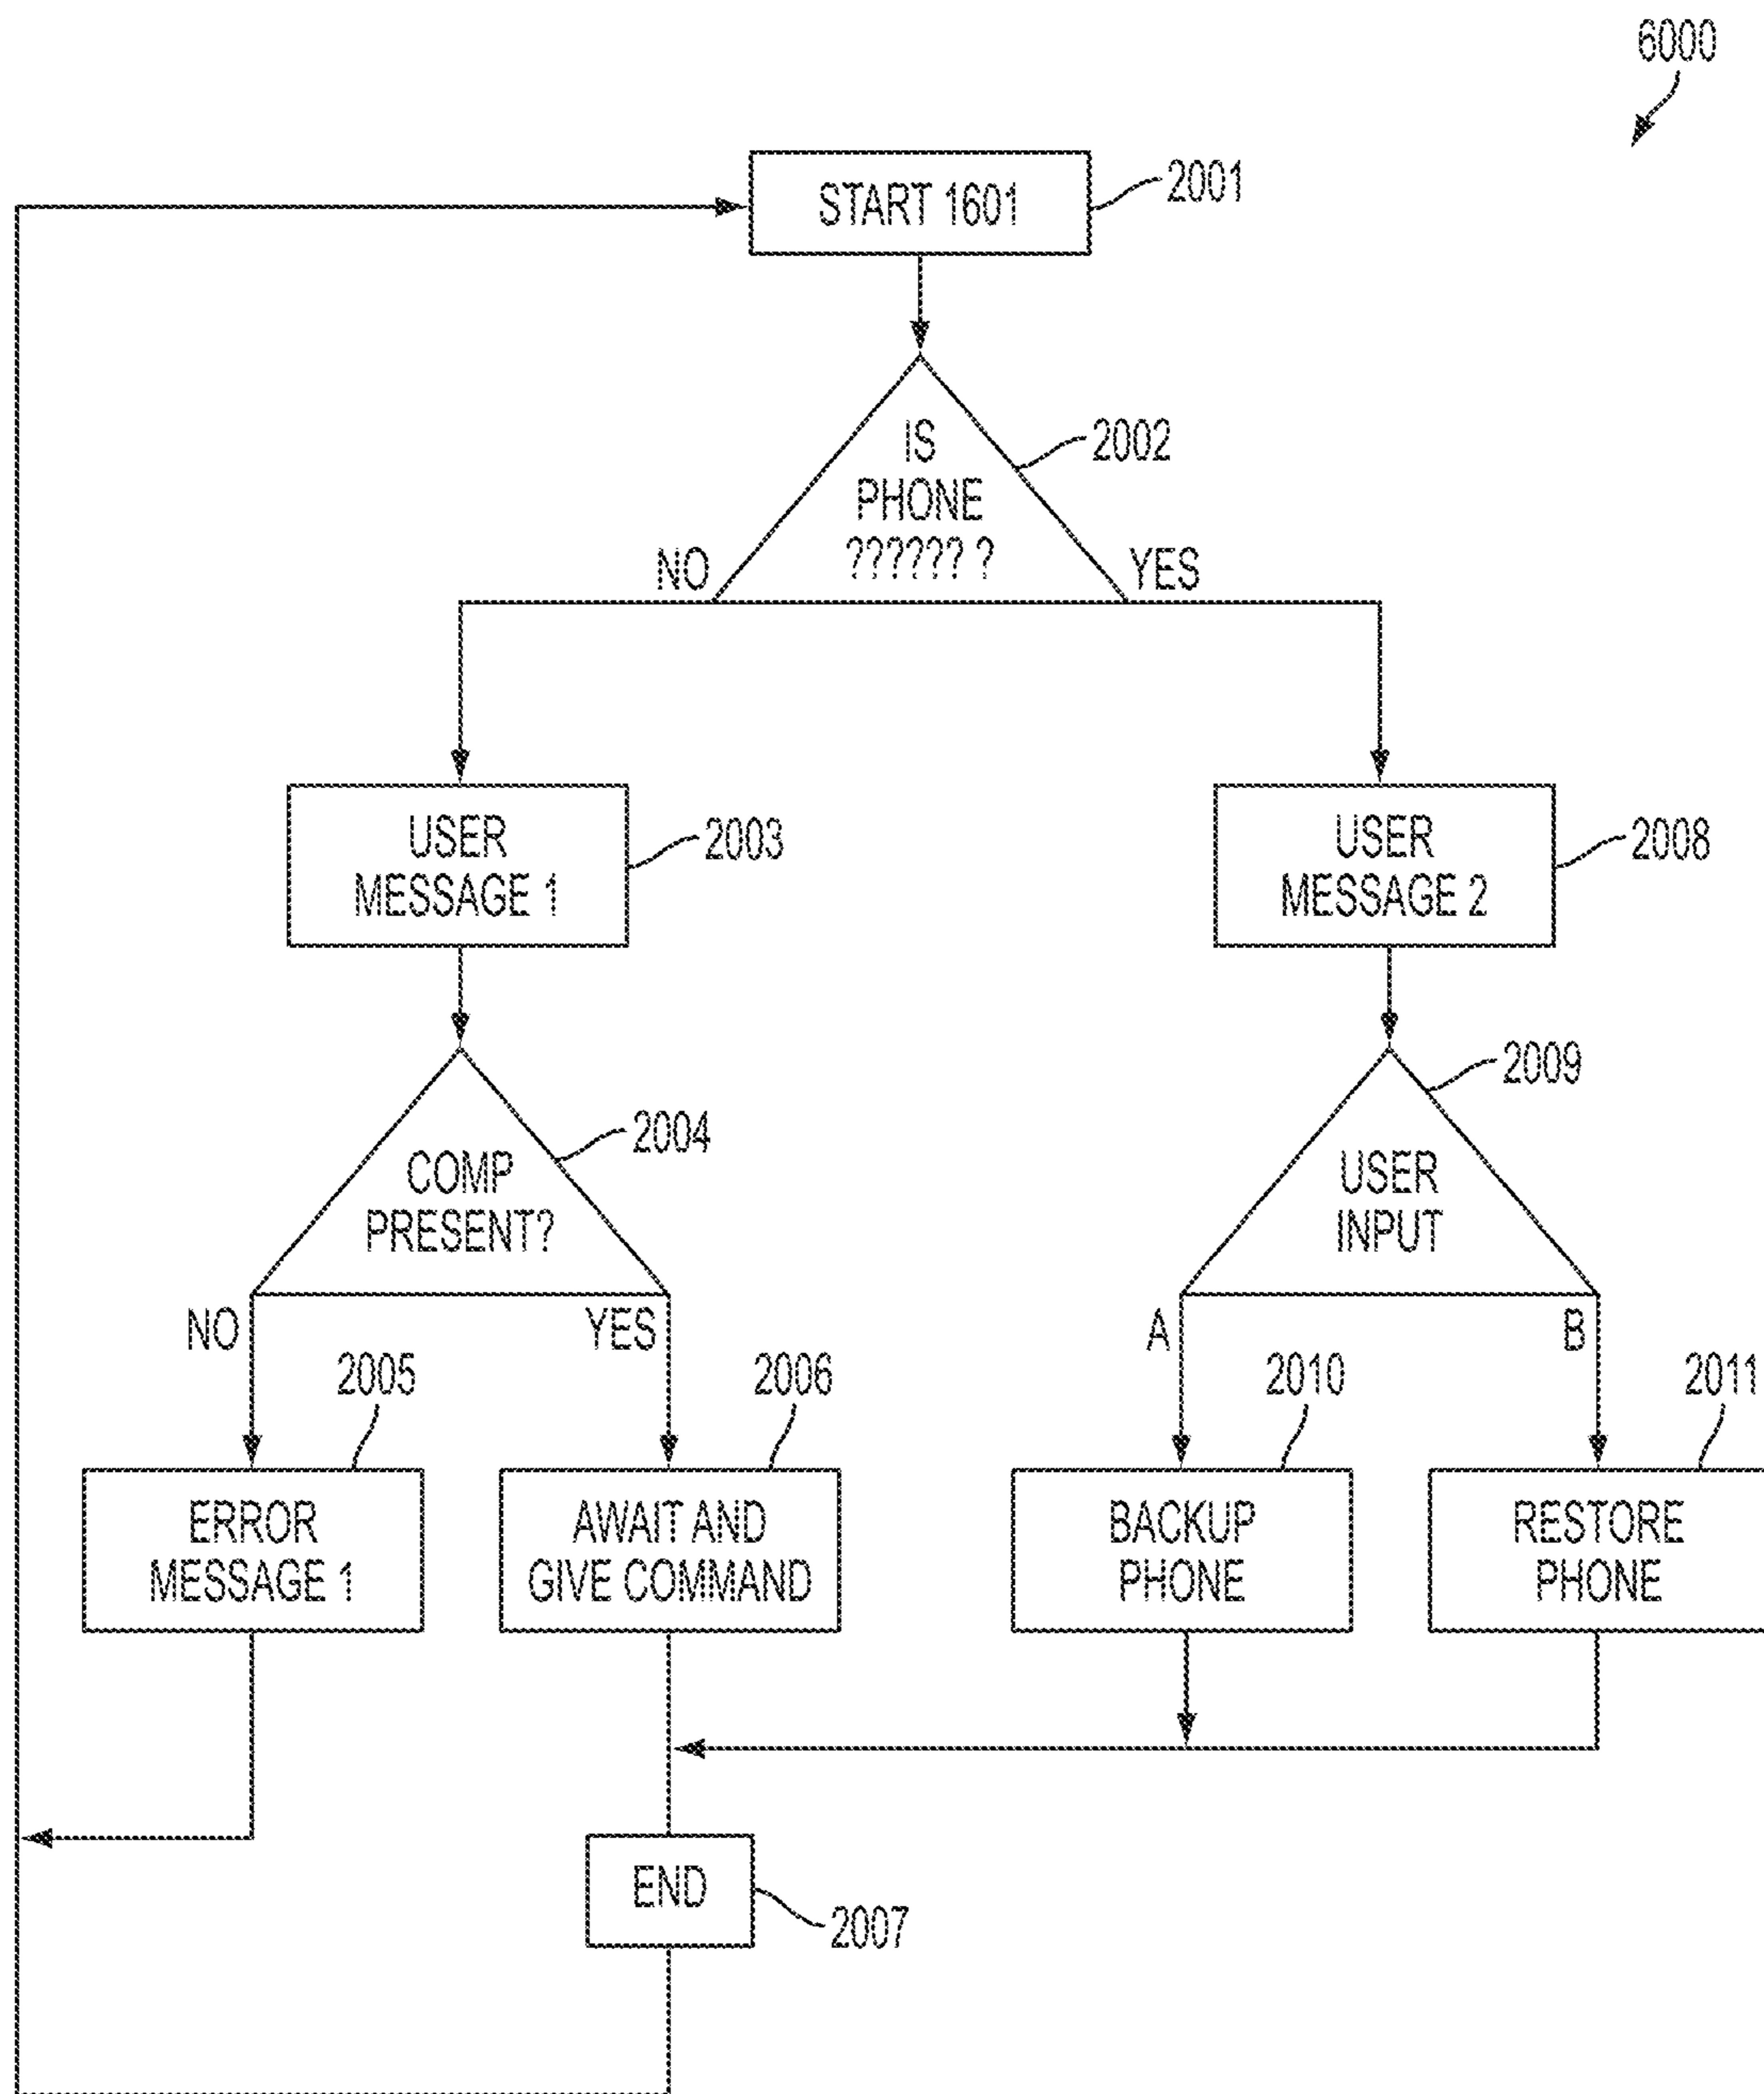 6000
START 1601
2001
IS
PHONE
?????? ?
2002
NO
YES
USER
MESSAGE 1
2003
USER
MESSAGE 2
2008
COMP
PRESENT?
2004
USER
INPUT
2009
NO
YES
A
B
2005
2006
2010
2011
ERROR
MESSAGE 1
AWAIT AND
GIVE COMMAND
BACKUP
PHONE
RESTORE
PHONE
END
2007